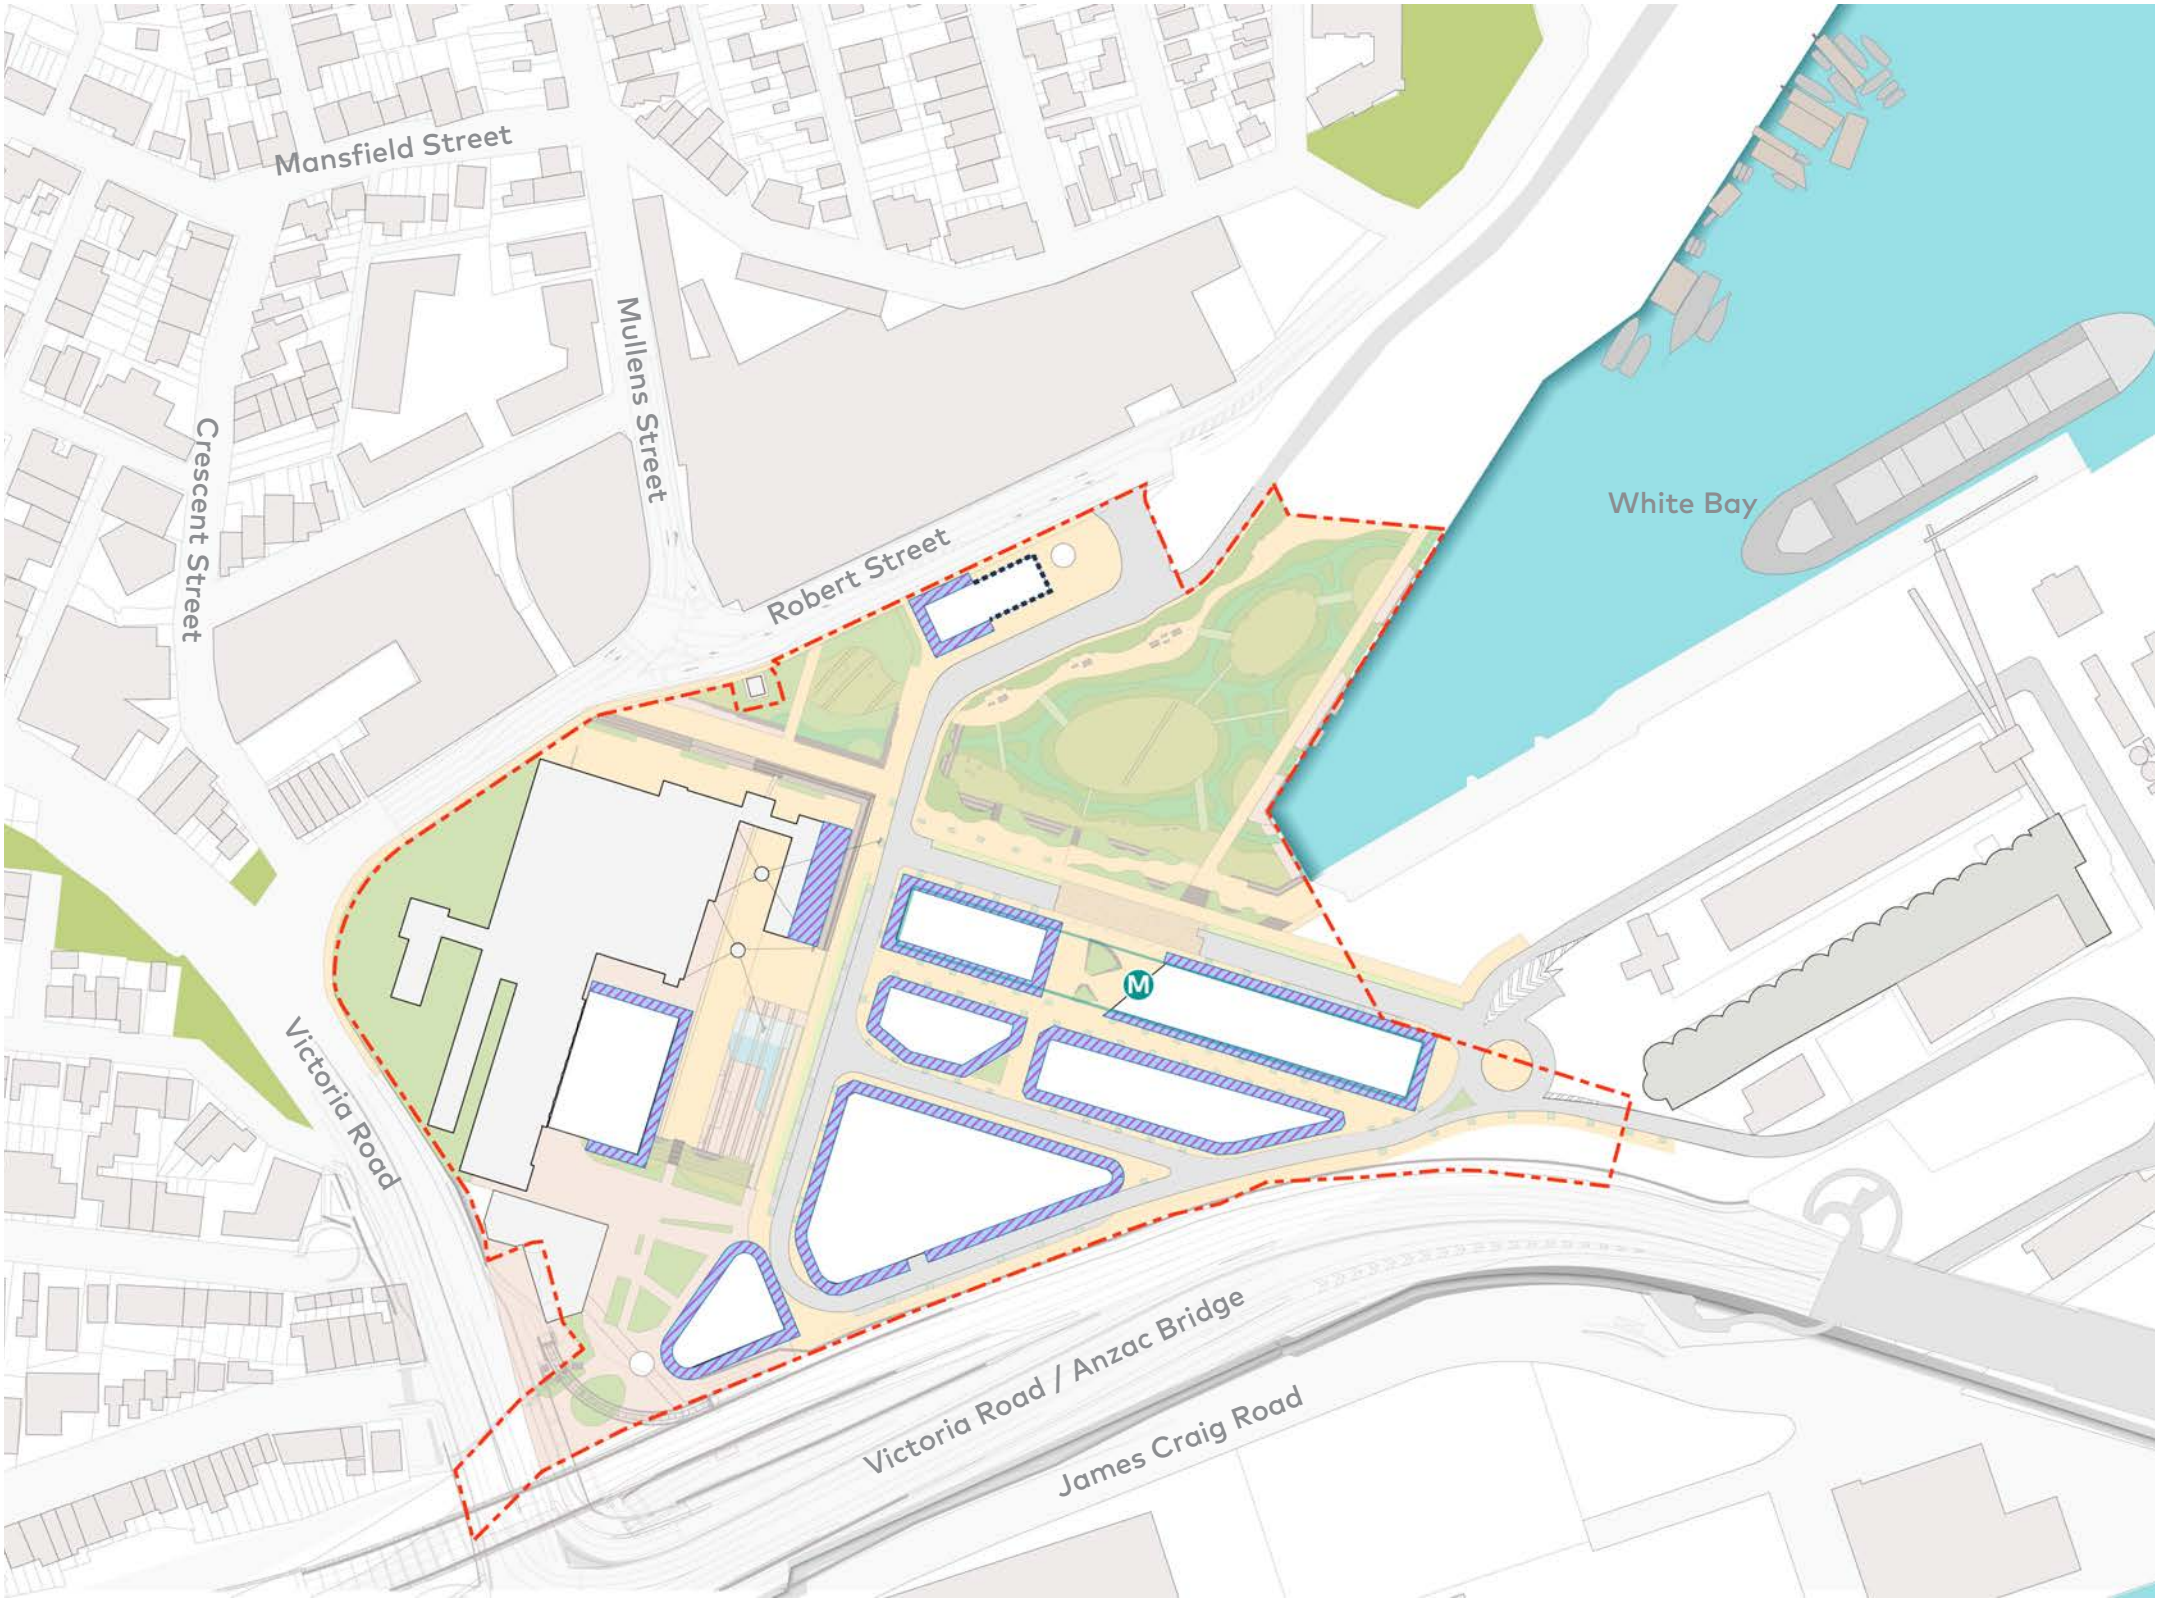 Mansfield Street
Mullens Street
Crescent Street
White Bay
Robert Street
M
Victoria Road
Victoria Road / Anzac Bridge
James Craig Road